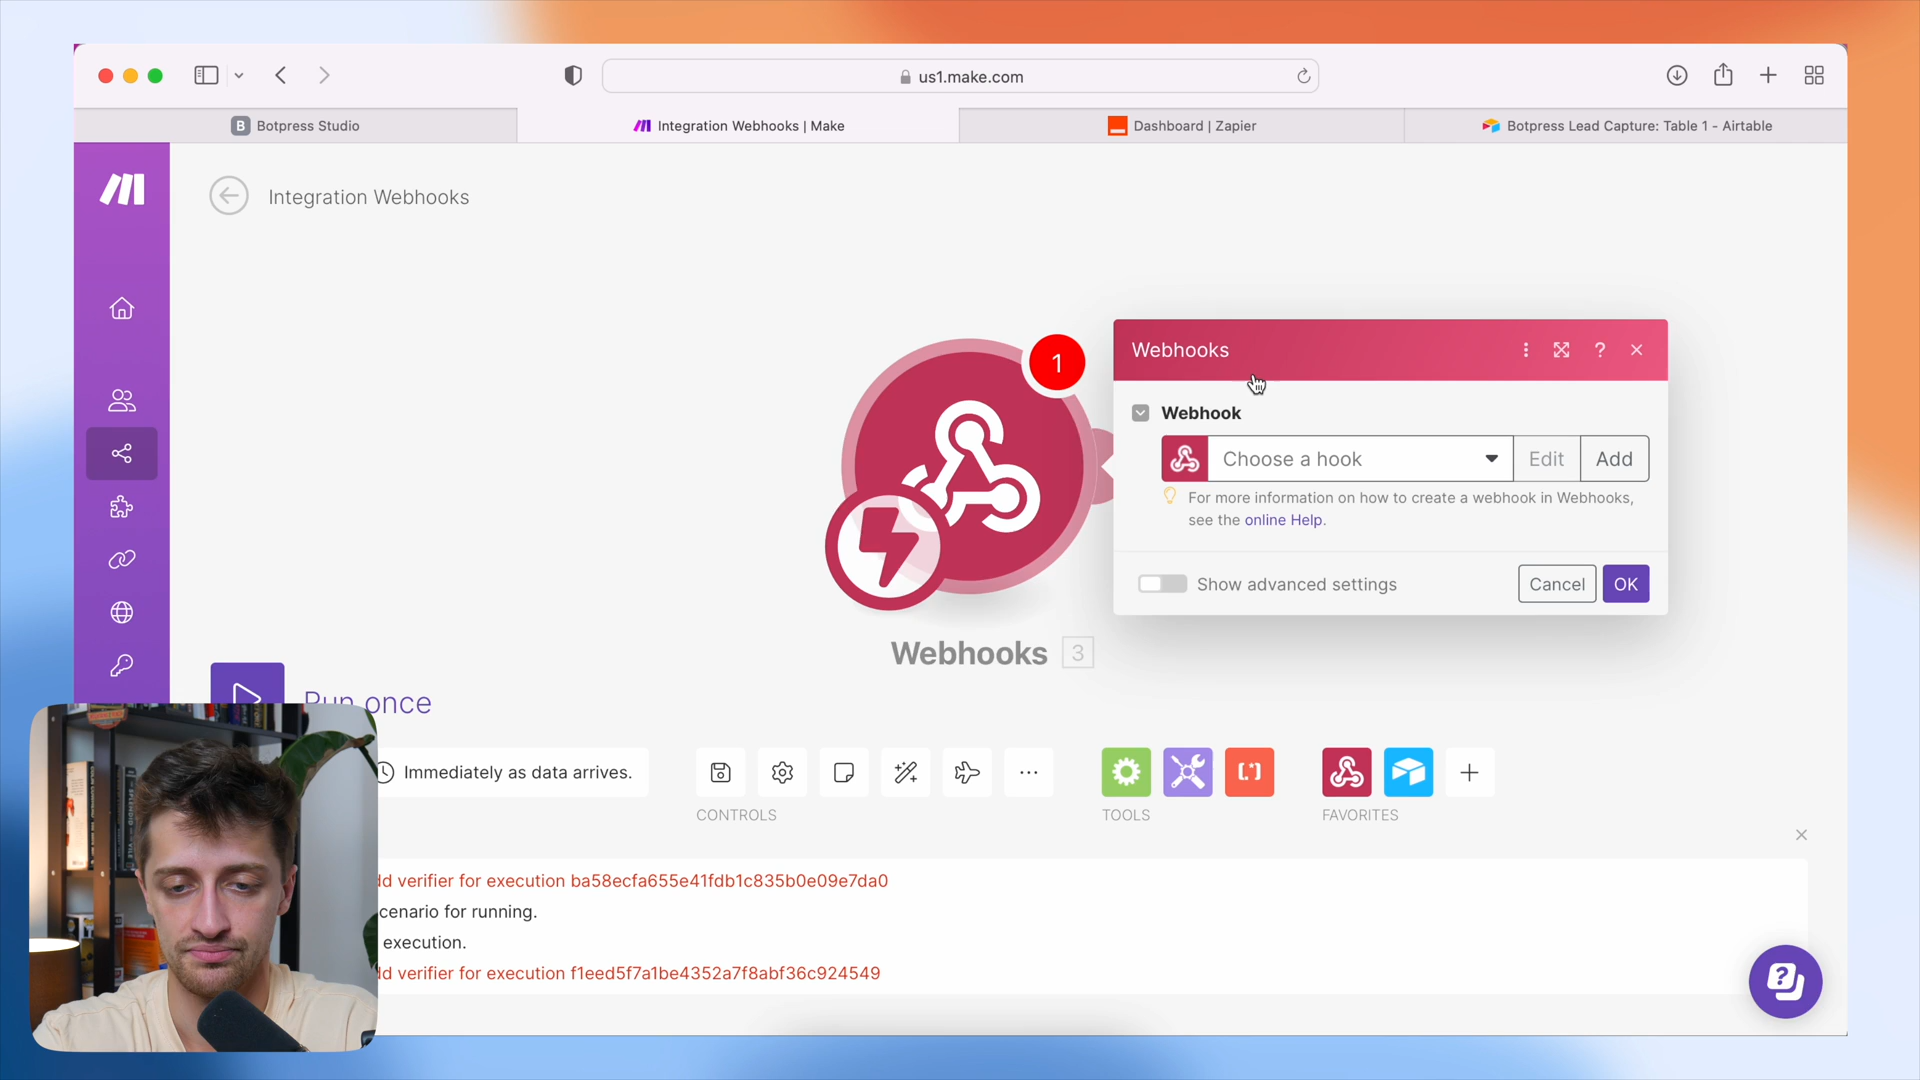 us1.make.com
B Botpress Studio
Integration Webhooks | Make
Dashboard | Zapier
Botpress Lead Capture: Table 1 - Airtable
Integration Webhooks
1
Webhooks
?
Webhook
Choose a hook
Edit
Add
For more information on how to create a webhook in Webhooks,
see the online Help.
Show advanced settings
Cancel
OK
Webhooks 3
Run once
Immediately as data arrives.
CONTROLS
TOOLS
FAVORITES
dd verifier for execution ba58ecfa655e41fdb1c835b0e09e7da0
cenario for running.
execution.
dd verifier for execution f1eed5f7a1be4352a7f8abf36c924549